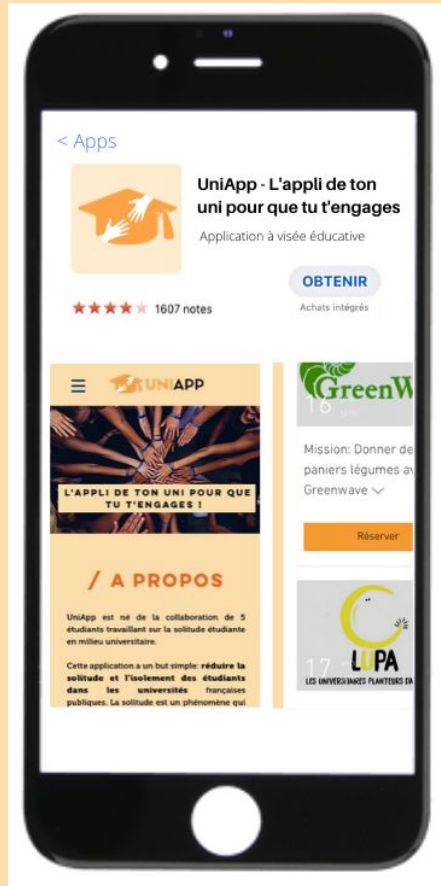 < Apps
UniApp - L'appli de ton
uni pour que tu t'engages
Application à visée éducative
OBTENIR
Achats intégrés
1607 notes
UNIAPP
L'APPLI DE TON UNI POUR QUE
TU T'ENGAGES !
/ A PROPOS
UniApp est né de la collaboration de 5
étudiants travaillant sur la solitude étudiante
en milieu universitaire.
Cette application a un but simple: réduire la
solitude et l'isolement des étudiants
dans les universités françaises
publiques. La solitude est un phénomène qui
GreenW
16
Mission: Donner de
paniers légumes av
Greenwave
Réserver
17
LUPA
LES UNIVERSITAIRES PLANTEURS D'A